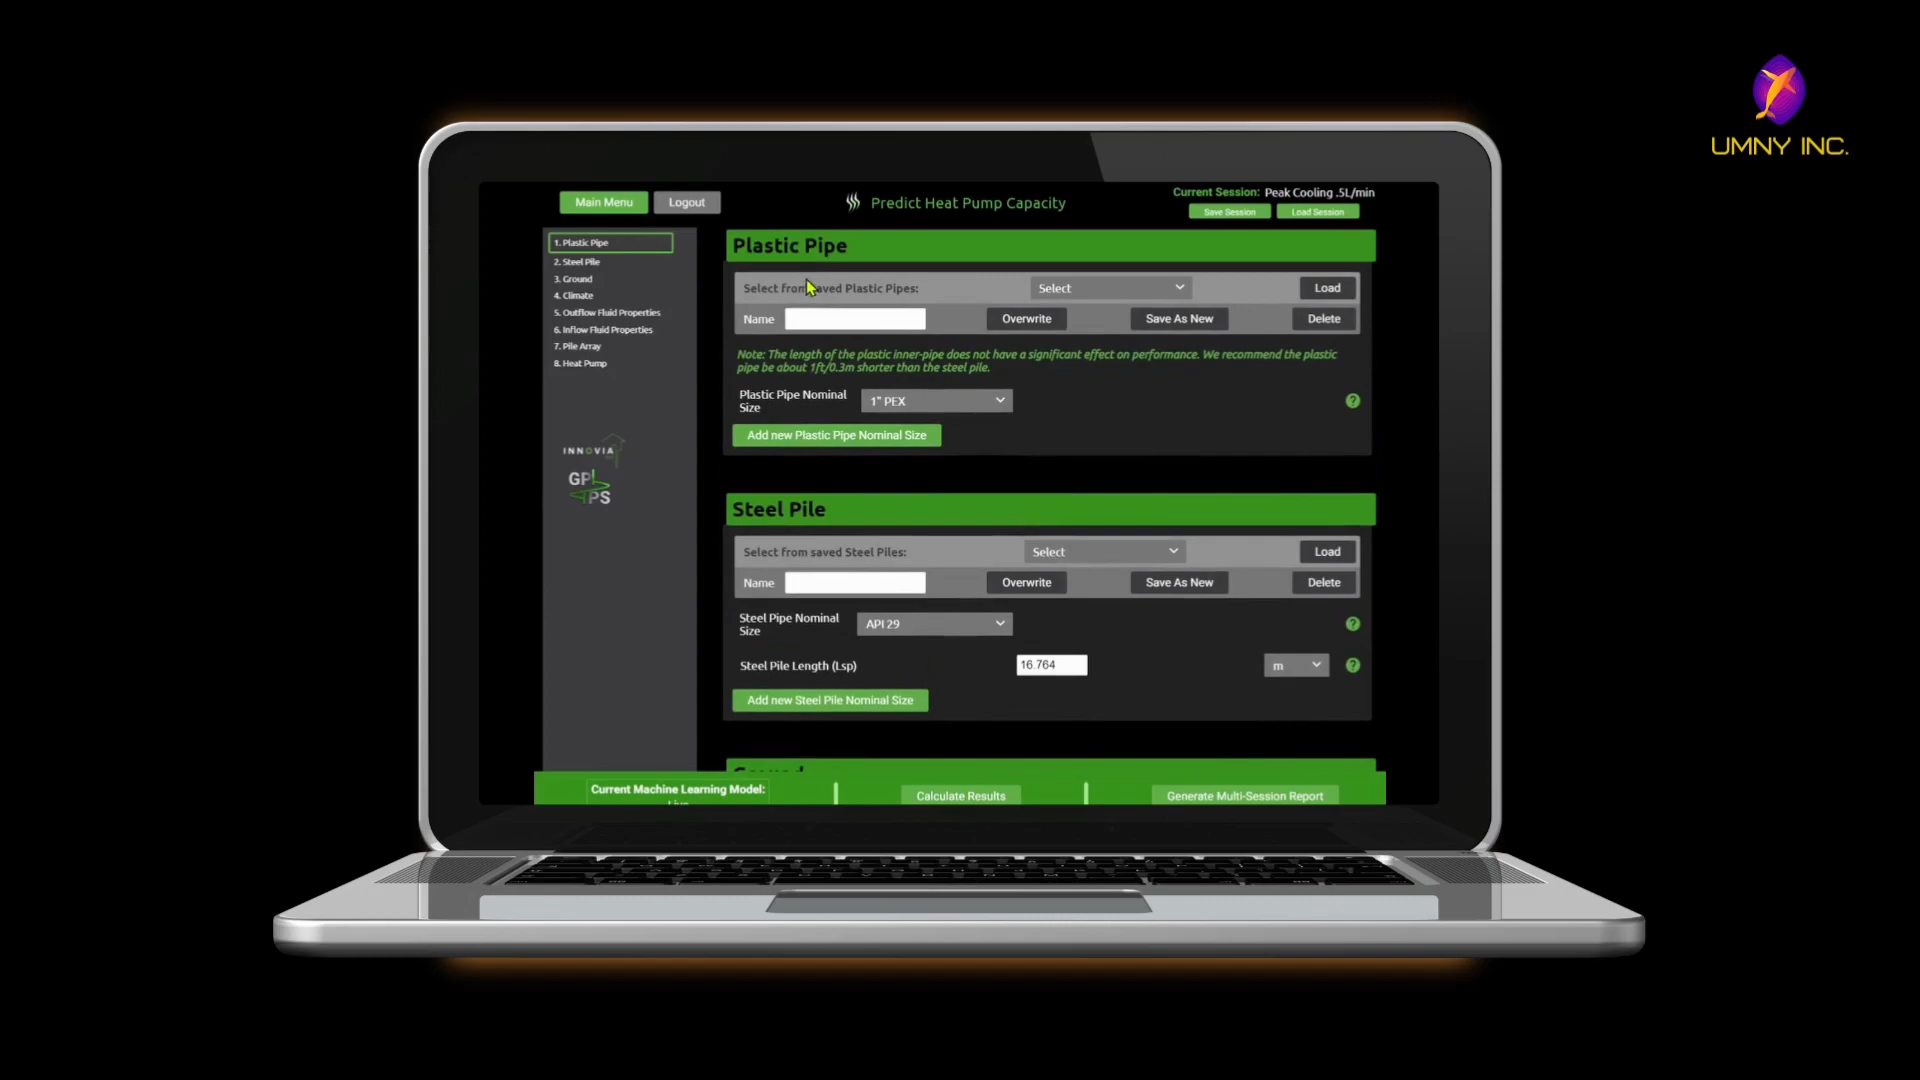 UMNY INC.
Main Menu
Logout
Predict Heat Pump Capacity
Current Session: Peak Cooling .5L/min
Save Session
Load Session
1. Plastic Pipe
2. Steel Pile
3. Ground
4. Climate
5. Outflow Fluid Properties
6. Inflow Fluid Properties
7. Pile Array
8. Heat Pump
INNOVIA
GPL
PS
Plastic Pipe
Select from saved Plastic Pipes:
Select
Load
Name
Overwrite
Save As New
Delete
Note: The length of the plastic inner-pipe does not have a significant effect on performance. We recommend the plastic
pipe be about 1ft/0.3m shorter than the steel pile.
Plastic Pipe Nominal
Size
1" PEX
?
Add new Plastic Pipe Nominal Size
Steel Pile
Select from saved Steel Piles:
Select
Load
Name
Overwrite
Save As New
Delete
Steel Pipe Nominal
Size
API 29
?
Steel Pile Length (Lsp)
16.764
m
?
Add new Steel Pile Nominal Size
Ground
Current Machine Learning Model:
Live
Calculate Results
Generate Multi-Session Report